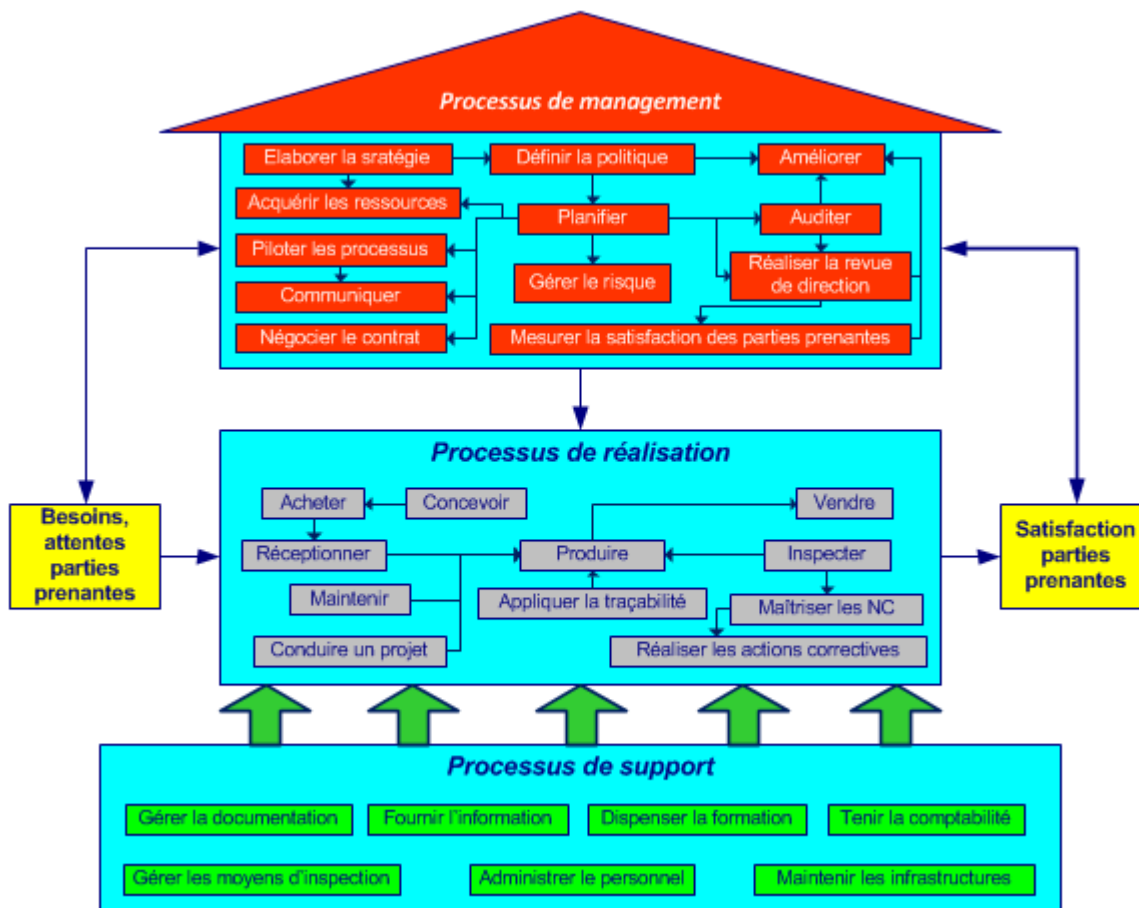 Processus de management
Elaborer la sratégie
Définir la politique
Améliorer
Acquérir les ressources
Planifier
Auditer
Piloter les processus
Gérer le risque
Réaliser la revue
de direction
Communiquer
Négocier le contrat
Mesurer la satisfaction des parties prenantes
Processus de réalisation
Acheter
Concevoir
Vendre
Besoins,
attentes
parties
prenantes
Réceptionner
Produire
Inspecter
Satisfaction
parties
prenantes
Maintenir
Appliquer la traçabilité
Maîtriser les NC
Conduire un projet
Réaliser les actions correctives
Processus de support
Gérer la documentation
Fournir l'information
Dispenser la formation
Tenir la comptabilité
Gérer les moyens d'inspection
Administrer le personnel
Maintenir les infrastructures